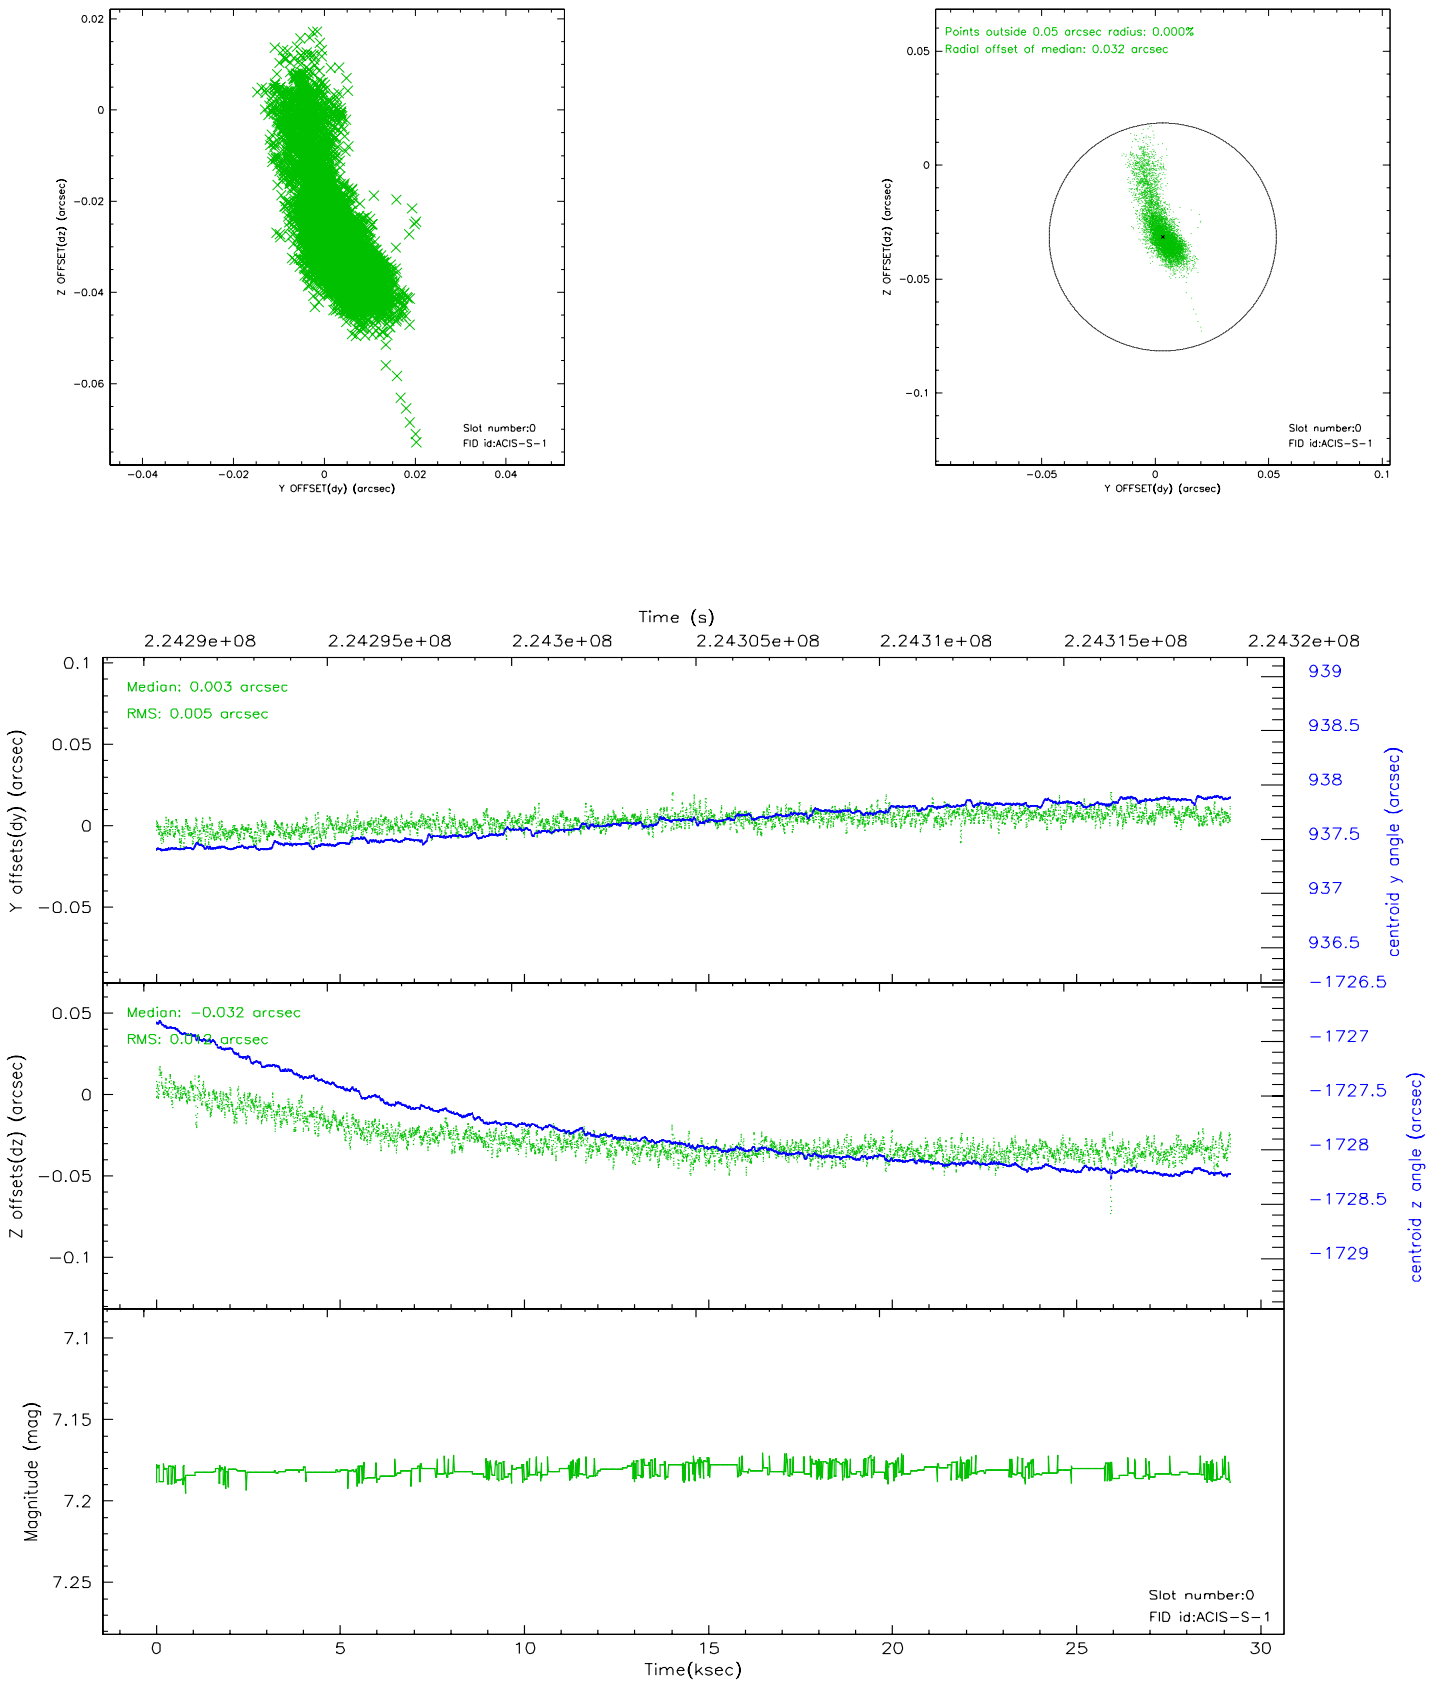 0.02
0
−0.02
−0.04
−0.06
Z OFFSET(dz) (arcsec)
Slot number:0
FID id:ACIS−S−1
−0.04 −0.02 0 0.02 0.04
Y OFFSET(dy) (arcsec)
Points outside 0.05 arcsec radius: 0.000%
Radial offset of median: 0.032 arcsec
0.05
0
−0.05
−0.1
Z OFFSET(dz) (arcsec)
Slot number:0
FID id:ACIS−S−1
−0.05 0 0.05 0.1
Y OFFSET(dy) (arcsec)
Time (s)
2.2429e+08 2.24295e+08 2.243e+08 2.24305e+08 2.2431e+08 2.24315e+08 2.2432e+08
Median: 0.003 arcsec
RMS: 0.005 arcsec
0.1
0.05
0
−0.05
Y offsets(dy) (arcsec)
939
938.5
938
937.5
937
936.5
centroid y angle (arcsec)
Median: −0.032 arcsec
RMS: 0.012 arcsec
0.05
0
−0.05
−0.1
Z offsets(dz) (arcsec)
−1726.5
−1727
−1727.5
−1728
−1728.5
−1729
centroid z angle (arcsec)
7.1
7.15
7.2
7.25
Magnitude (mag)
Slot number:0
FID id:ACIS−S−1
0 5 10 15 20 25 30
Time(ksec)